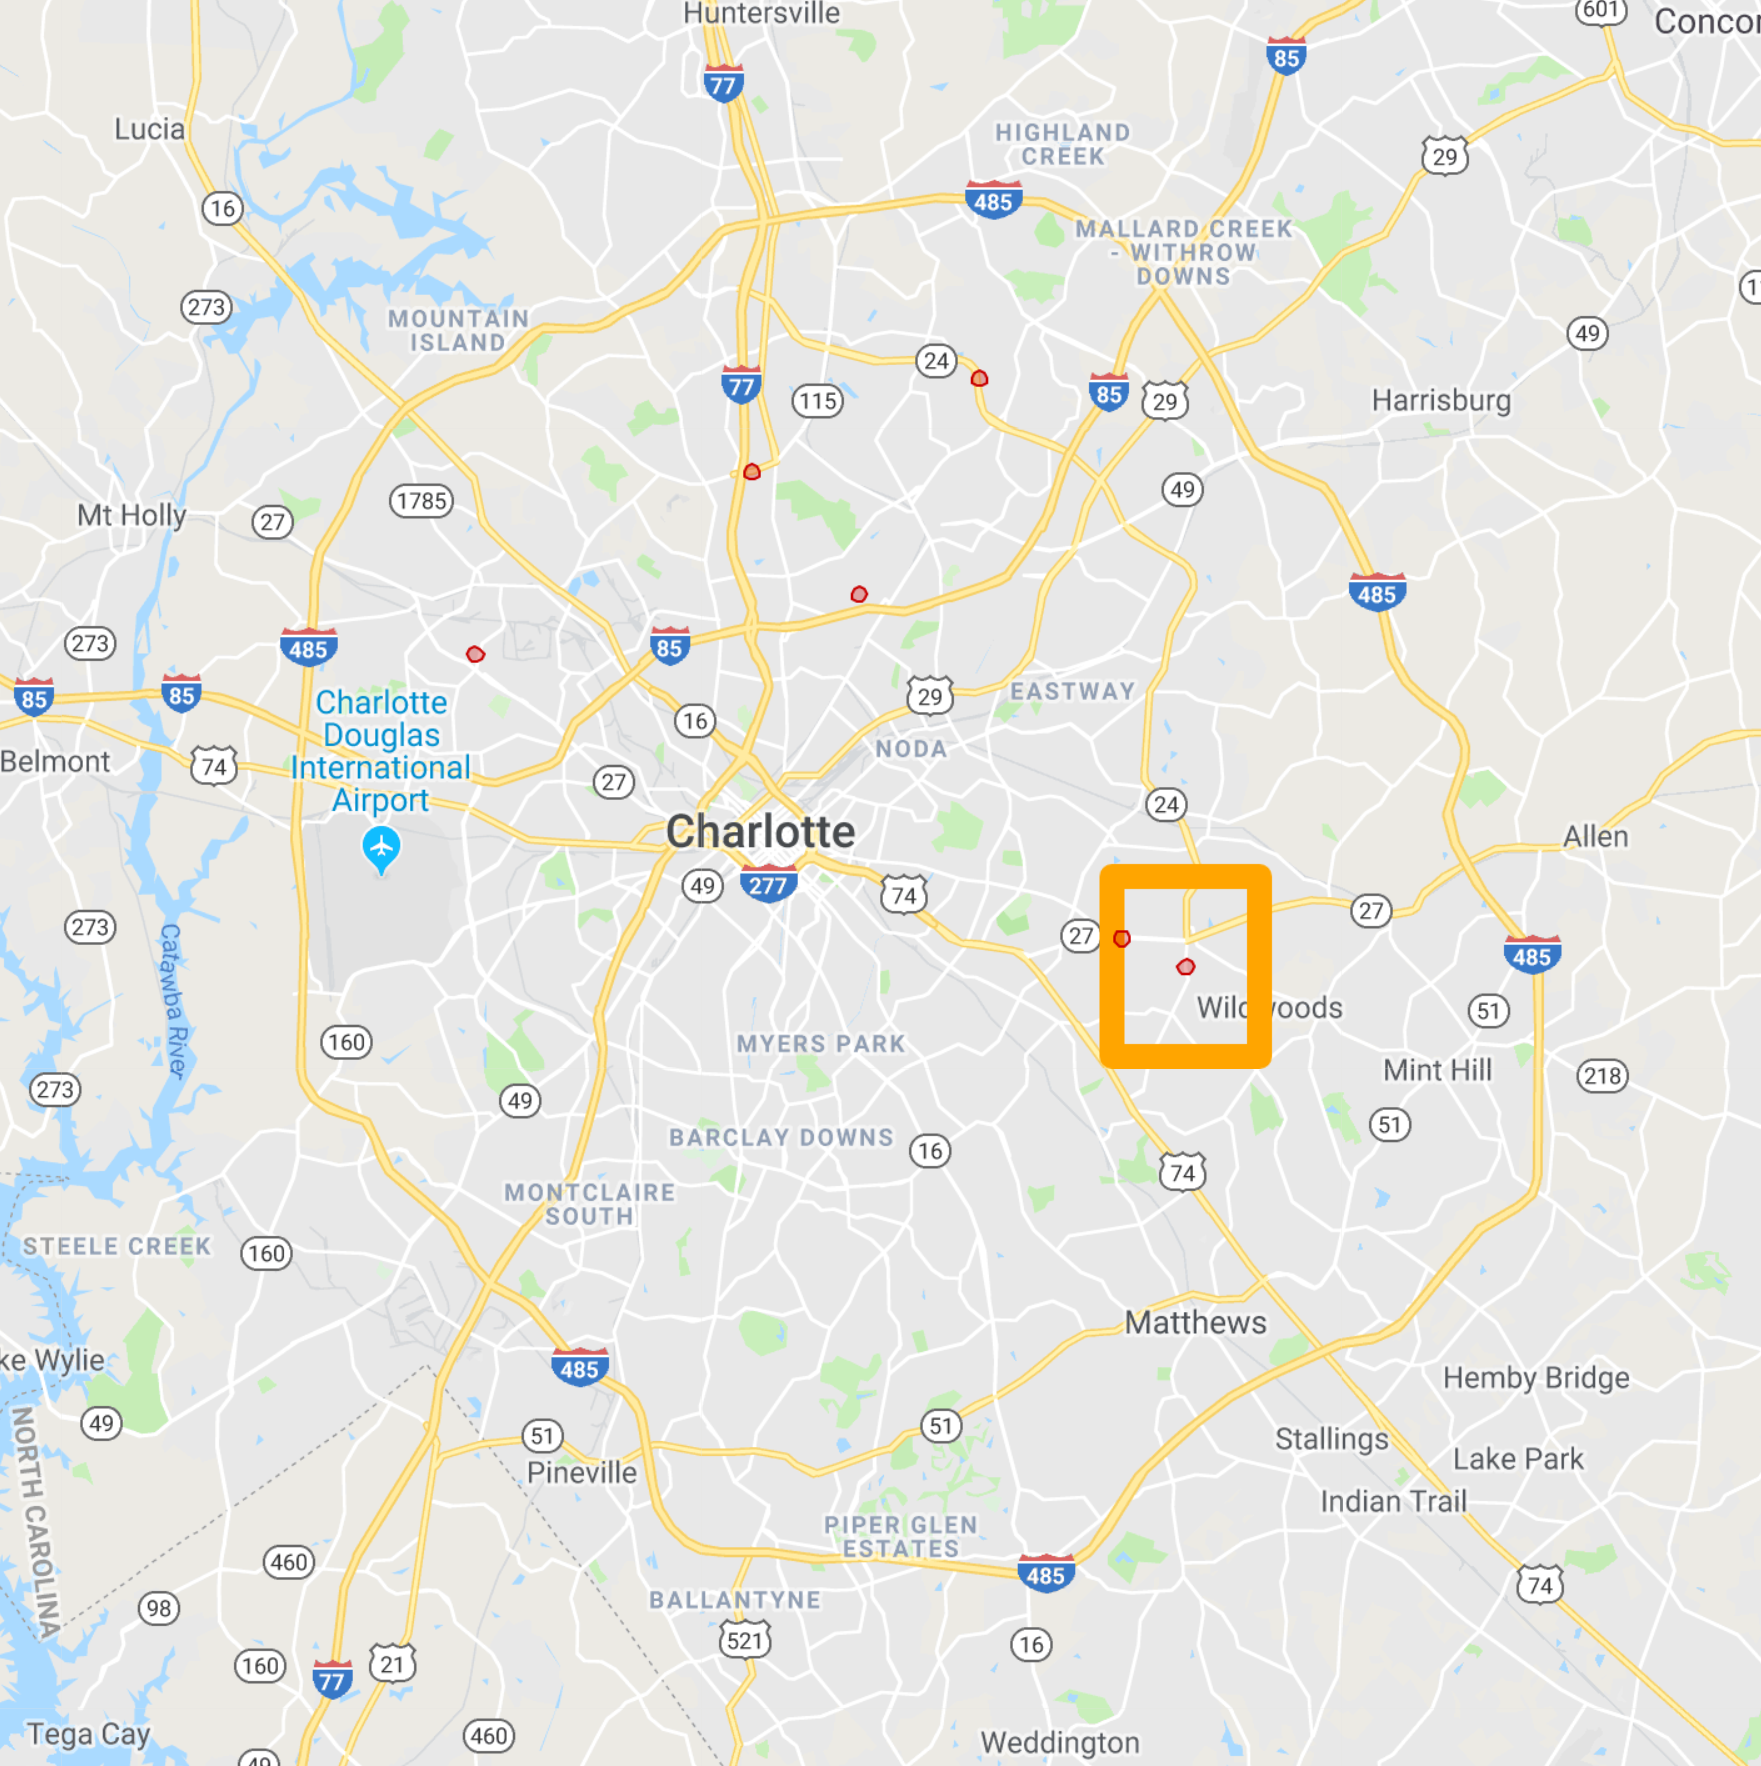 Huntersville
601
Concor
77
85
Lucia
HIGHLAND
CREEK
29
16
485
MALLARD CREEK
- WITHROW
DOWNS
273
MOUNTAIN
ISLAND
49
24
77
115
85
29
Harrisburg
1785
49
Mt Holly
27
485
273
485
85
85
85
Charlotte
Douglas
International
Airport
29
EASTWAY
16
NODA
Belmont
74
27
24
Charlotte
Allen
49
277
74
273
27
27
485
Catawba River
Wildwoods
51
160
MYERS PARK
Mint Hill
218
273
49
51
BARCLAY DOWNS
16
74
MONTCLAIRE
SOUTH
STEELE CREEK
160
Matthews
ke Wylie
485
Hemby Bridge
49
51
51
Stallings
Pineville
Lake Park
NORTH CAROLINA
Indian Trail
PIPER GLEN
ESTATES
460
485
74
98
BALLANTYNE
521
16
160
77
21
Tega Cay
460
Weddington
49